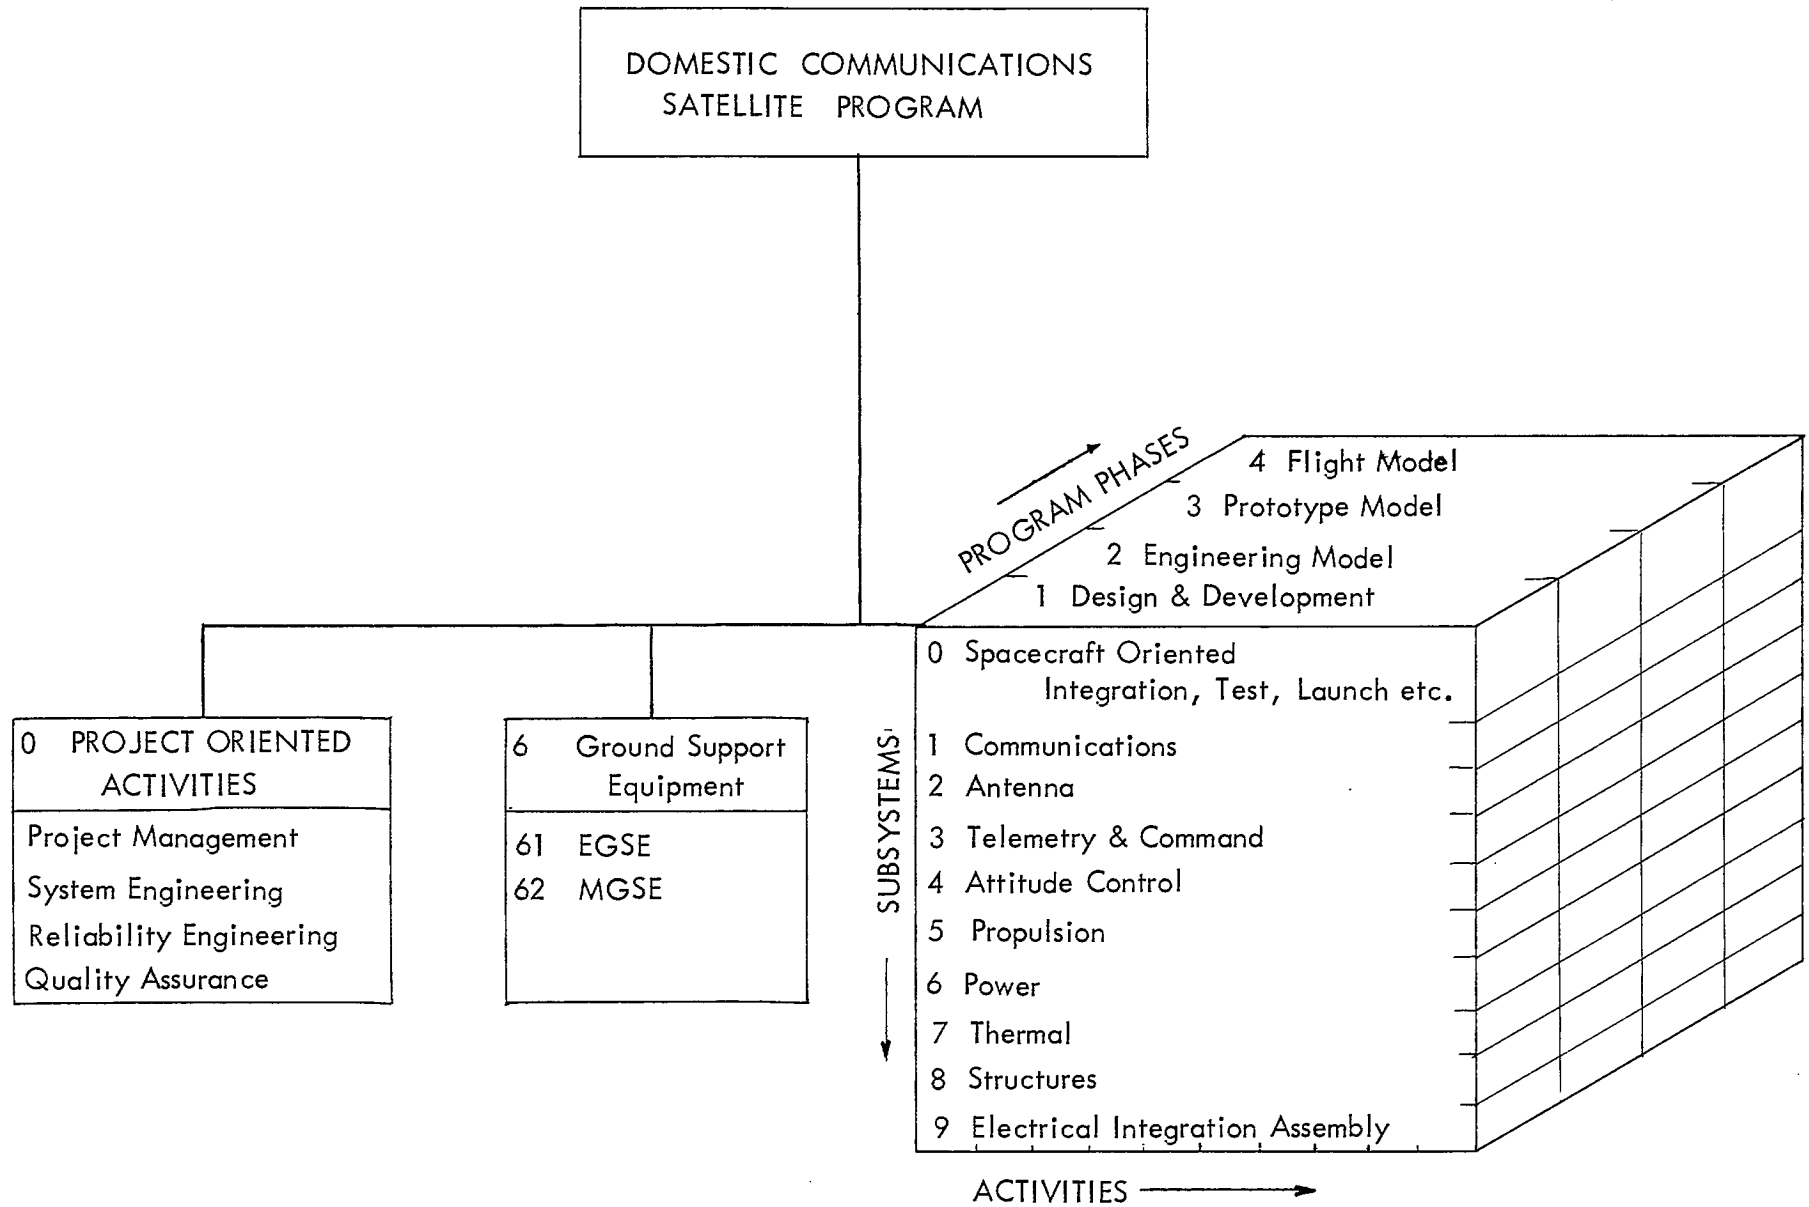 DOMESTIC COMMUNICATIONS
SATELLITE PROGRAM
PROGRAM PHASES
4 Flight Model
3 Prototype Model
2 Engineering Model
1 Design & Development
0 PROJECT ORIENTED
ACTIVITIES
Project Management
System Engineering
Reliability Engineering
Quality Assurance
6 Ground Support
Equipment
61 EGSE
62 MGSE
SUBSYSTEMS
0 Spacecraft Oriented
Integration, Test, Launch etc.
1 Communications
2 Antenna
3 Telemetry & Command
4 Attitude Control
5 Propulsion
6 Power
7 Thermal
8 Structures
9 Electrical Integration Assembly
ACTIVITIES